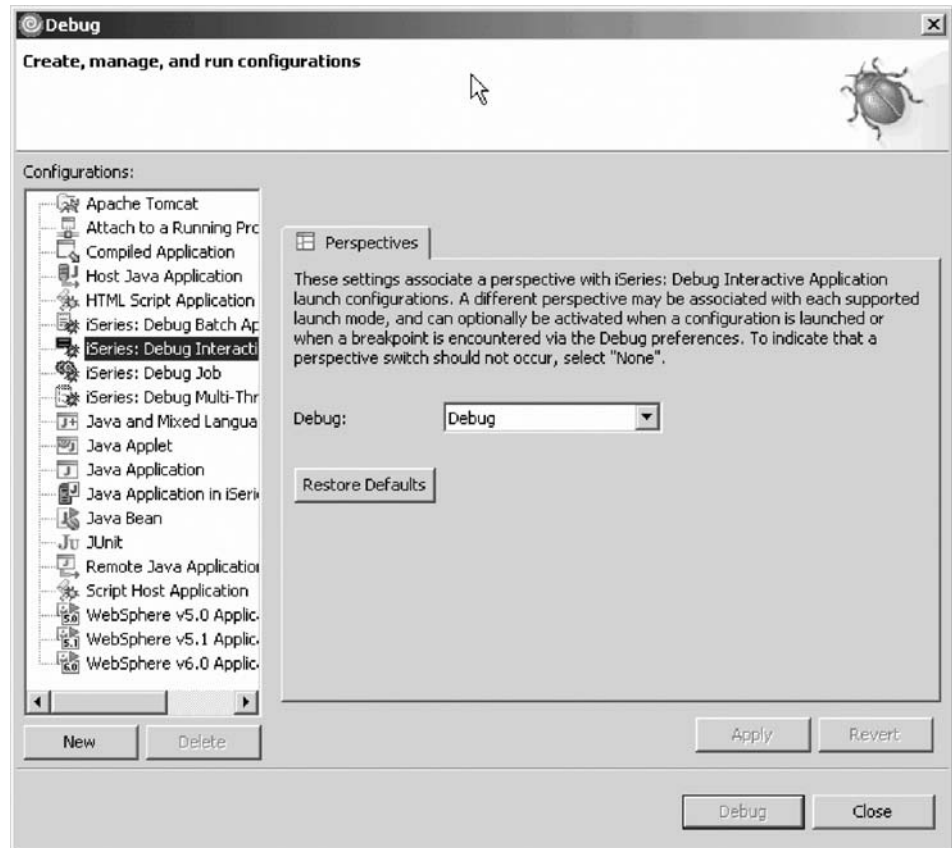 Debug
Create, manage, and run configurations
Configurations:
Apache Tomcat
Attach to a Running Prc
Compiled Application
Host Java Application
HTML Script Application
iSeries: Debug Batch Ap
iSeries: Debug Interacti
iSeries: Debug Job
iSeries: Debug Multi-Thr
Java and Mixed Langua
Java Applet
Java Application
Java Application in iSeri
Java Bean
JUnit
Remote Java Application
Script Host Application
WebSphere v5.0 Applic
WebSphere v5.1 Applic
WebSphere v6.0 Applic
New
Delete
Perspectives
These settings associate a perspective with iSeries: Debug Interactive Application
launch configurations. A different perspective may be associated with each supported
launch mode, and can optionally be activated when a configuration is launched or
when a breakpoint is encountered via the Debug preferences. To indicate that a
perspective switch should not occur, select "None".
Debug: Debug
Restore Defaults
Apply
Revert
Debug
Close